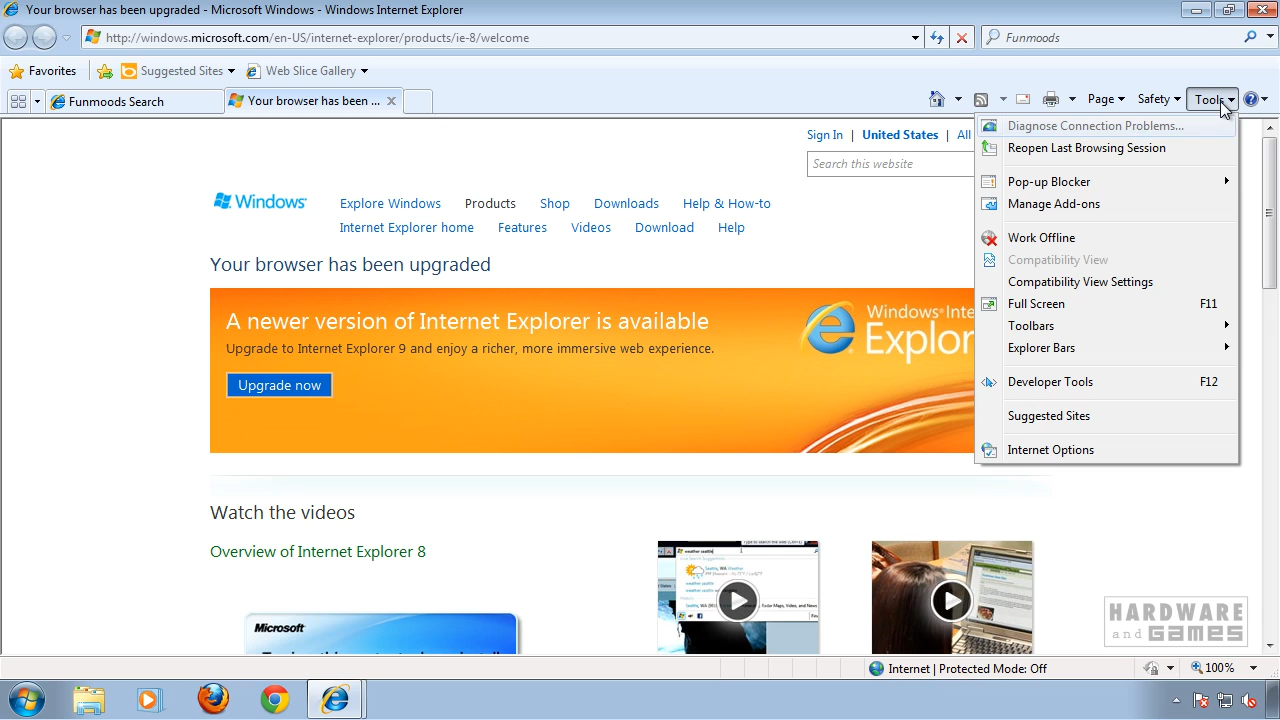 Your browser has been upgraded - Microsoft Windows - Windows Internet Explorer
http://windows.microsoft.com/en-US/internet-explorer/products/ie-8/welcome
Funmoods
Favorites
Suggested Sites
Web Slice Gallery
Funmoods Search
Your browser has been ...
Page
Safety
Tools
Sign In | United States | All
Search this website
Windows
Explore Windows Products Shop Downloads Help & How-to
Internet Explorer home Features Videos Download Help
Your browser has been upgraded
A newer version of Internet Explorer is available
Upgrade to Internet Explorer 9 and enjoy a richer, more immersive web experience.
Upgrade now
Windows Inte
Explor
Diagnose Connection Problems...
Reopen Last Browsing Session
Pop-up Blocker
Manage Add-ons
Work Offline
Compatibility View
Compatibility View Settings
Full Screen F11
Toolbars
Explorer Bars
Developer Tools F12
Suggested Sites
Internet Options
Watch the videos
Overview of Internet Explorer 8
weather seattle
Microsoft
HARDWARE
and GAMES
Internet | Protected Mode: Off
100%